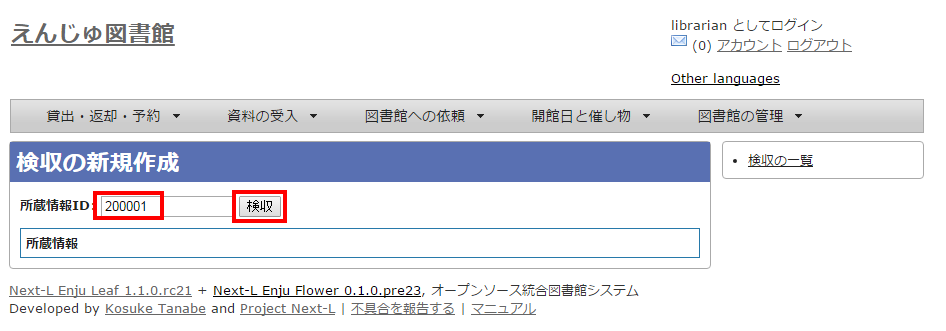 えんじゅ図書館
librarian としてログイン
(0) アカウント ログアウト
Other languages
貸出・返却・予約 資料の受入 図書館への依頼 開館日と催し物 図書館の管理
検収の新規作成
検収の一覧
所蔵情報ID: 200001 検収
所蔵情報
Next-L Enju Leaf 1.1.0.rc21 + Next-L Enju Flower 0.1.0.pre23, オープンソース統合図書館システム
Developed by Kosuke Tanabe and Project Next-L | 不具合を報告する | マニュアル